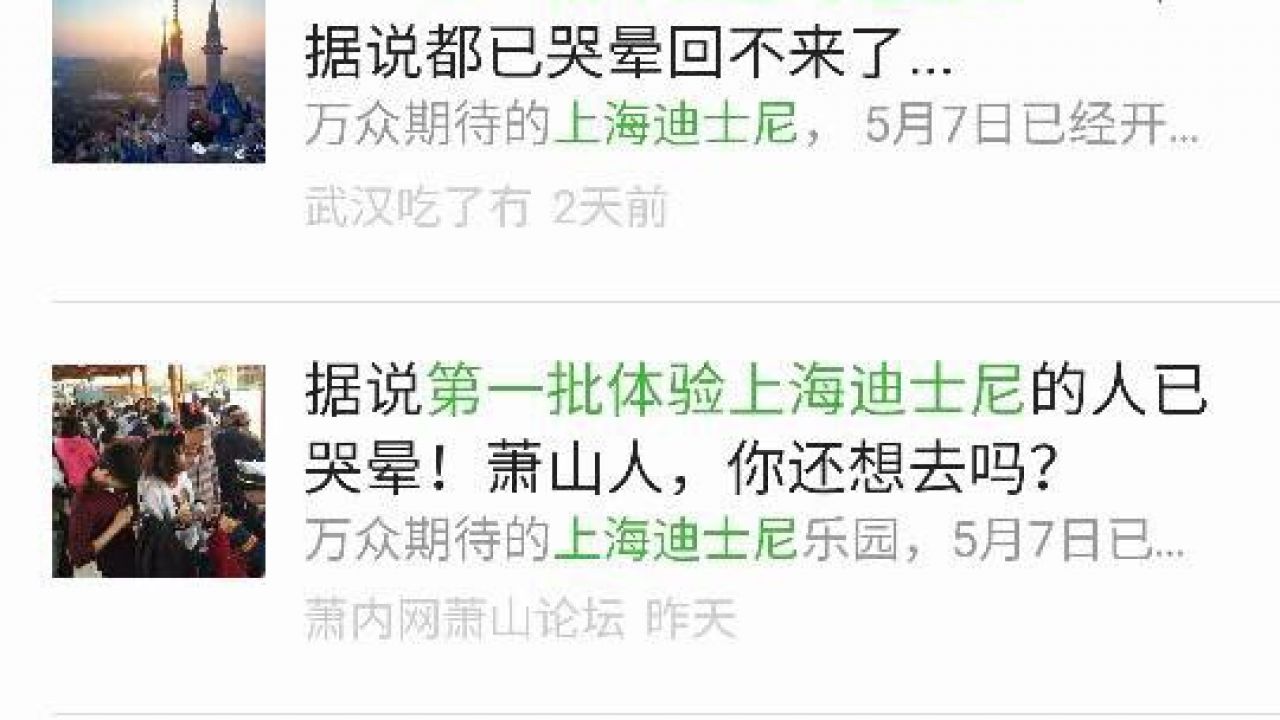 据说都已哭晕回不来了...
万众期待的上海迪士尼， 5月7日已经开...
武汉吃了冇 2天前
据说第一批体验上海迪士尼的人已
哭晕！萧山人，你还想去吗？
万众期待的上海迪士尼乐园，5月7日已...
萧内网萧山论坛 昨天